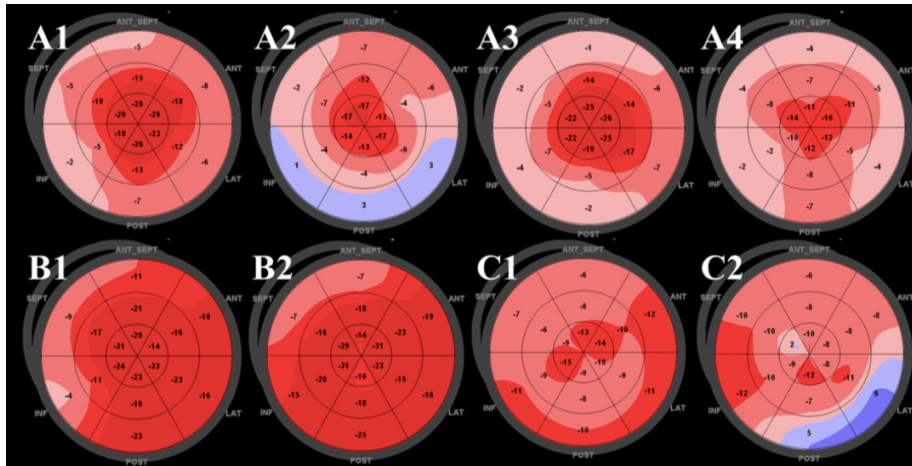 A1
ANT_SEPT
-5
SEPT
ANT
-5
-15
-8
-10
-28
-18
-26
-18
-23
-26
-5
-12
-2
-13
-6
INF
LAT
-7
POST
A2
ANT_SEPT
-7
-2
-12
-6
ANT
-7
-17
-4
-17
-12
-14
-17
-13
-4
-9
1
-4
3
INF
LAT
3
POST
A3
ANT_SEPT
-1
-4
-14
-6
ANT
-5
-25
-14
-22
-26
-22
-25
-19
-7
-17
-4
-5
-4
INF
LAT
-2
POST
A4
ANT_SEPT
-4
-4
-7
-4
ANT
-8
-11
-11
-14
-16
-10
-12
-12
-2
-5
-2
-8
-4
INF
LAT
-7
POST
B1
ANT_SEPT
-11
SEPT
ANT
-9
-21
-16
-17
-29
-16
-31
-14
-24
-33
-23
-11
-23
-4
-19
-16
INF
LAT
-23
POST
B2
ANT_SEPT
-7
SEPT
ANT
-7
-18
-19
-16
-14
-23
-29
-31
-31
-23
-20
-15
-15
-18
-16
INF
LAT
-25
POST
C1
ANT_SEPT
-6
SEPT
ANT
-7
-8
-12
-6
-13
-10
-9
-14
-15
-10
-9
-9
-9
-11
-8
-11
INF
LAT
POST
C2
ANT_SEPT
-6
SEPT
ANT
-10
-8
-8
-10
-10
-8
2
-8
-9
-8
-12
-10
-11
-12
-7
6
INF
LAT
5
POST